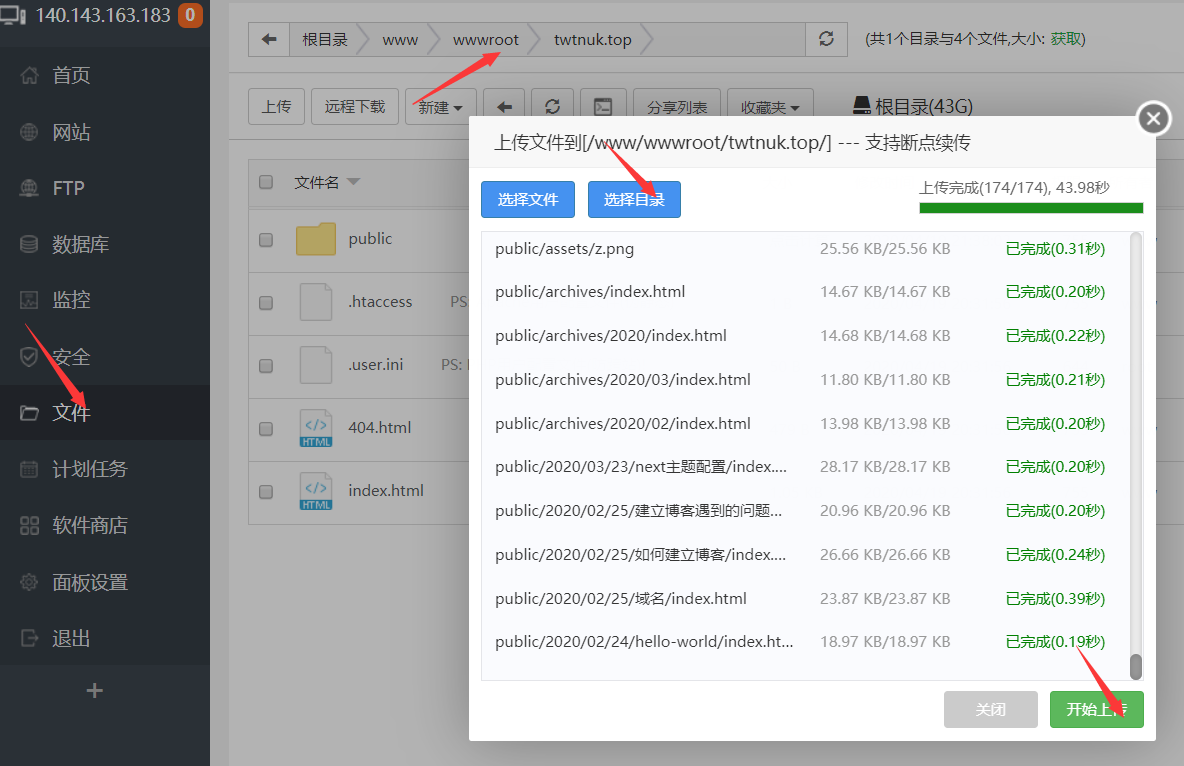 140.143.163.183 0
首页
网站
FTP
数据库
监控
安全
文件
计划任务
软件商店
面板设置
退出
根目录 www wwwroot twtnuk.top (共1个目录与4个文件,大小: 获取)
上传 远程下载 新建 分享列表 收藏夹 根目录(43G)
文件名
public
.htaccess PS
.user.ini PS:
404.html
index.html
上传文件到[/www/wwwroot/twtnuk.top/] --- 支持断点续传
选择文件 选择目录 上传完成(174/174), 43.98秒
public/assets/z.png 25.56 KB/25.56 KB 已完成(0.31秒)
public/archives/index.html 14.67 KB/14.67 KB 已完成(0.20秒)
public/archives/2020/index.html 14.68 KB/14.68 KB 已完成(0.22秒)
public/archives/2020/03/index.html 11.80 KB/11.80 KB 已完成(0.21秒)
public/archives/2020/02/index.html 13.98 KB/13.98 KB 已完成(0.20秒)
public/2020/03/23/next主题配置/index.... 28.17 KB/28.17 KB 已完成(0.20秒)
public/2020/02/25/建立博客遇到的问题... 20.96 KB/20.96 KB 已完成(0.20秒)
public/2020/02/25/如何建立博客/index.... 26.66 KB/26.66 KB 已完成(0.24秒)
public/2020/02/25/域名/index.html 23.87 KB/23.87 KB 已完成(0.39秒)
public/2020/02/24/hello-world/index.ht... 18.97 KB/18.97 KB 已完成(0.19秒)
关闭 开始上传